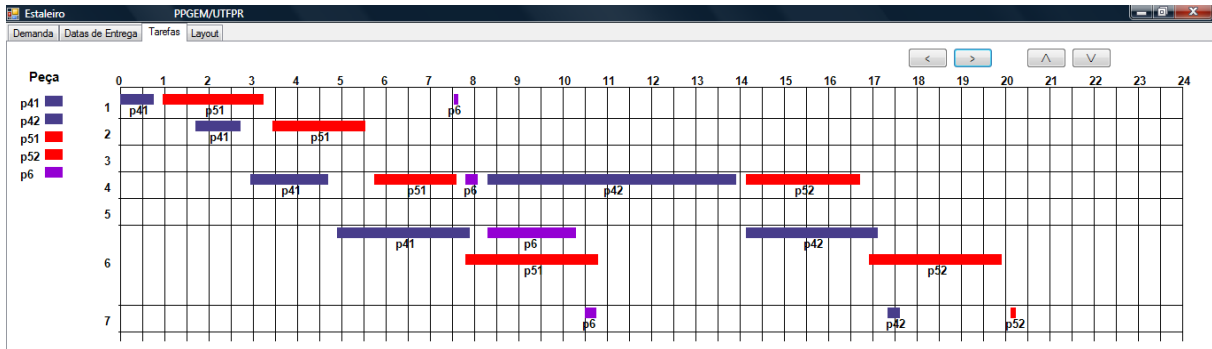 Estaleiro PPGEM/UTFPR
Demanda Datas de Entrega Tarefas Layout
< > /\ \/
Peça 0 1 2 3 4 5 6 7 8 9 10 11 12 13 14 15 16 17 18 19 20 21 22 23 24
p41
p42
p51
p52
p6
1 p41 p51 p6
2 p41 p51
3
4 p41 p51 p6 p42 p52
5
p41 p6 p42
6 p51 p52
7 p6 p42 p52